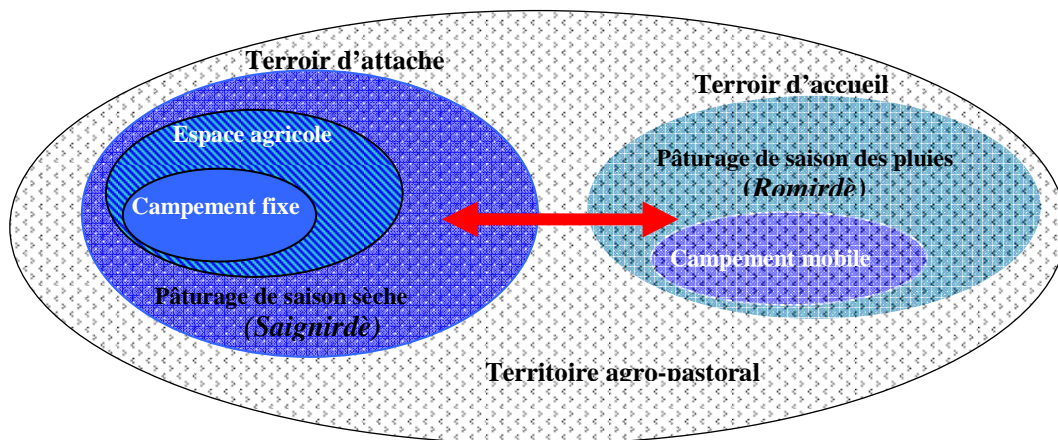 Terroir d'attache
Espace agricole
Campement fixe
Pâturage de saison sèche
(Saignirdè)
Terroir d'accueil
Pâturage de saison des pluies
(Romirdè)
Campement mobile
Territoire agro-pastoral